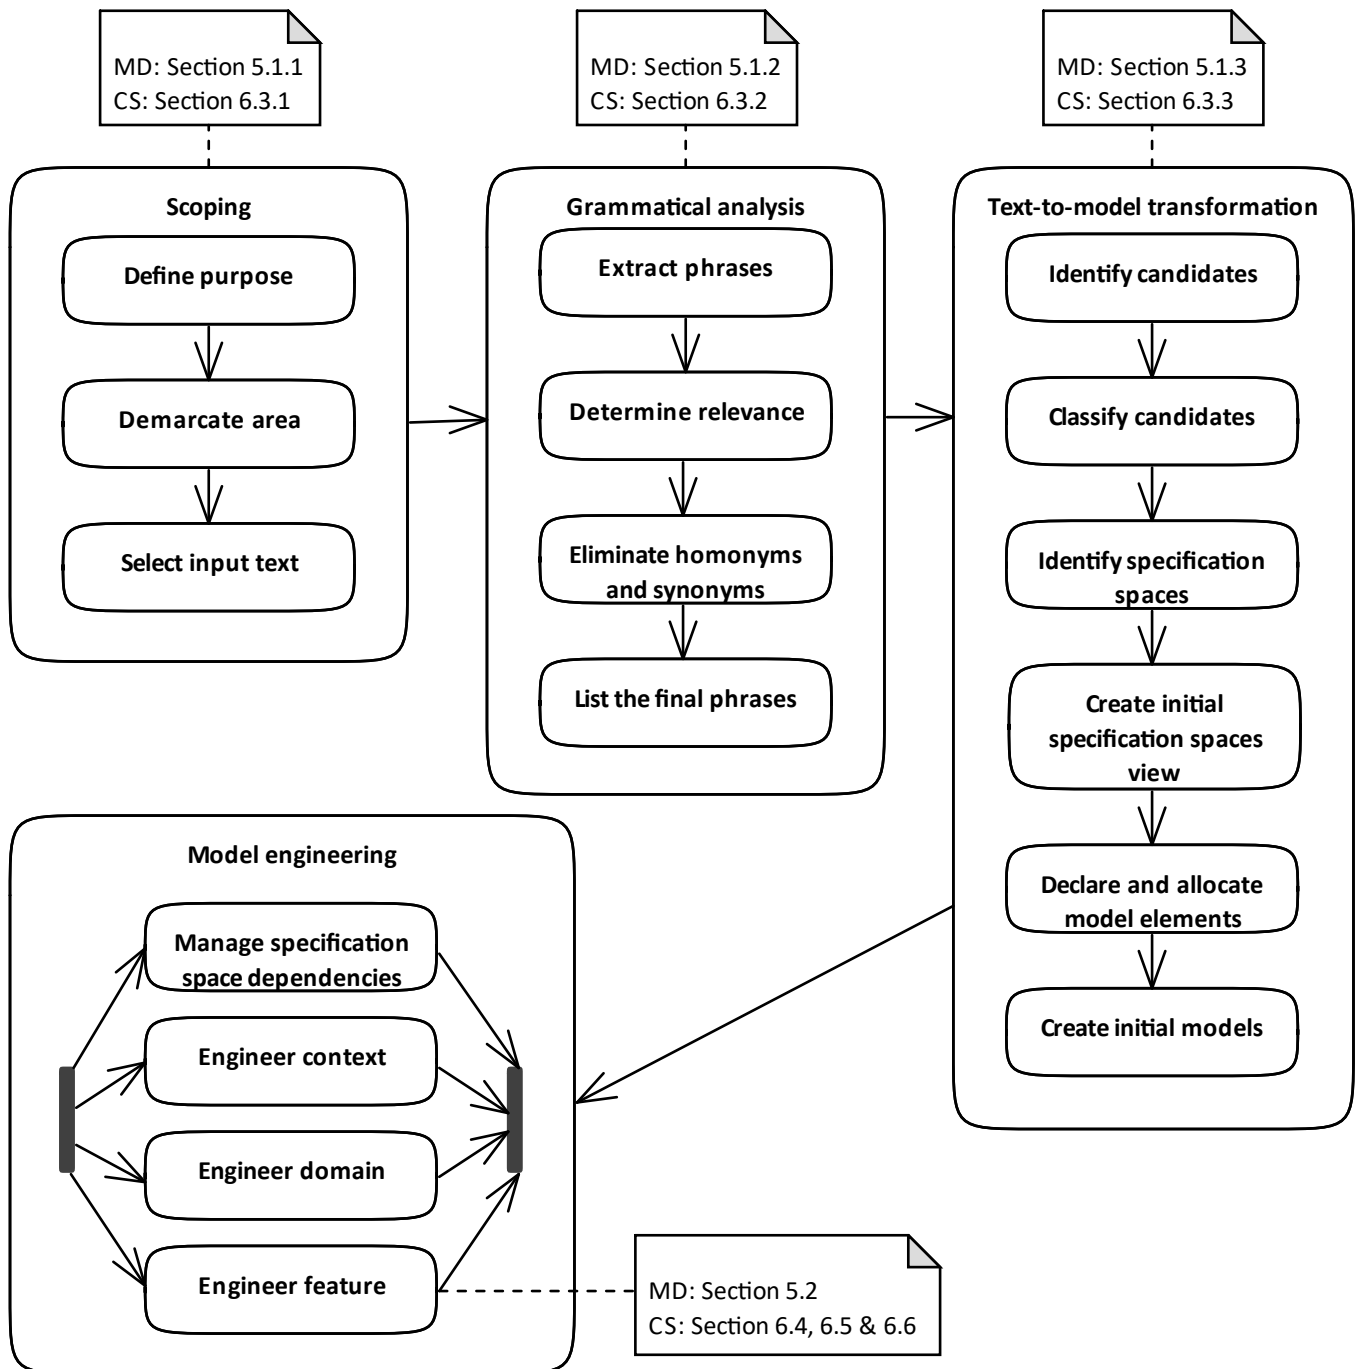 MD: Section 5.1.1
CS: Section 6.3.1
MD: Section 5.1.2
CS: Section 6.3.2
MD: Section 5.1.3
CS: Section 6.3.3
Scoping
Define purpose
Demarcate area
Select input text
Grammatical analysis
Extract phrases
Determine relevance
Eliminate homonyms
and synonyms
List the final phrases
Text-to-model transformation
Identify candidates
Classify candidates
Identify specification
spaces
Create initial
specification spaces
view
Declare and allocate
model elements
Create initial models
Model engineering
Manage specification
space dependencies
Engineer context
Engineer domain
Engineer feature
MD: Section 5.2
CS: Section 6.4, 6.5 & 6.6